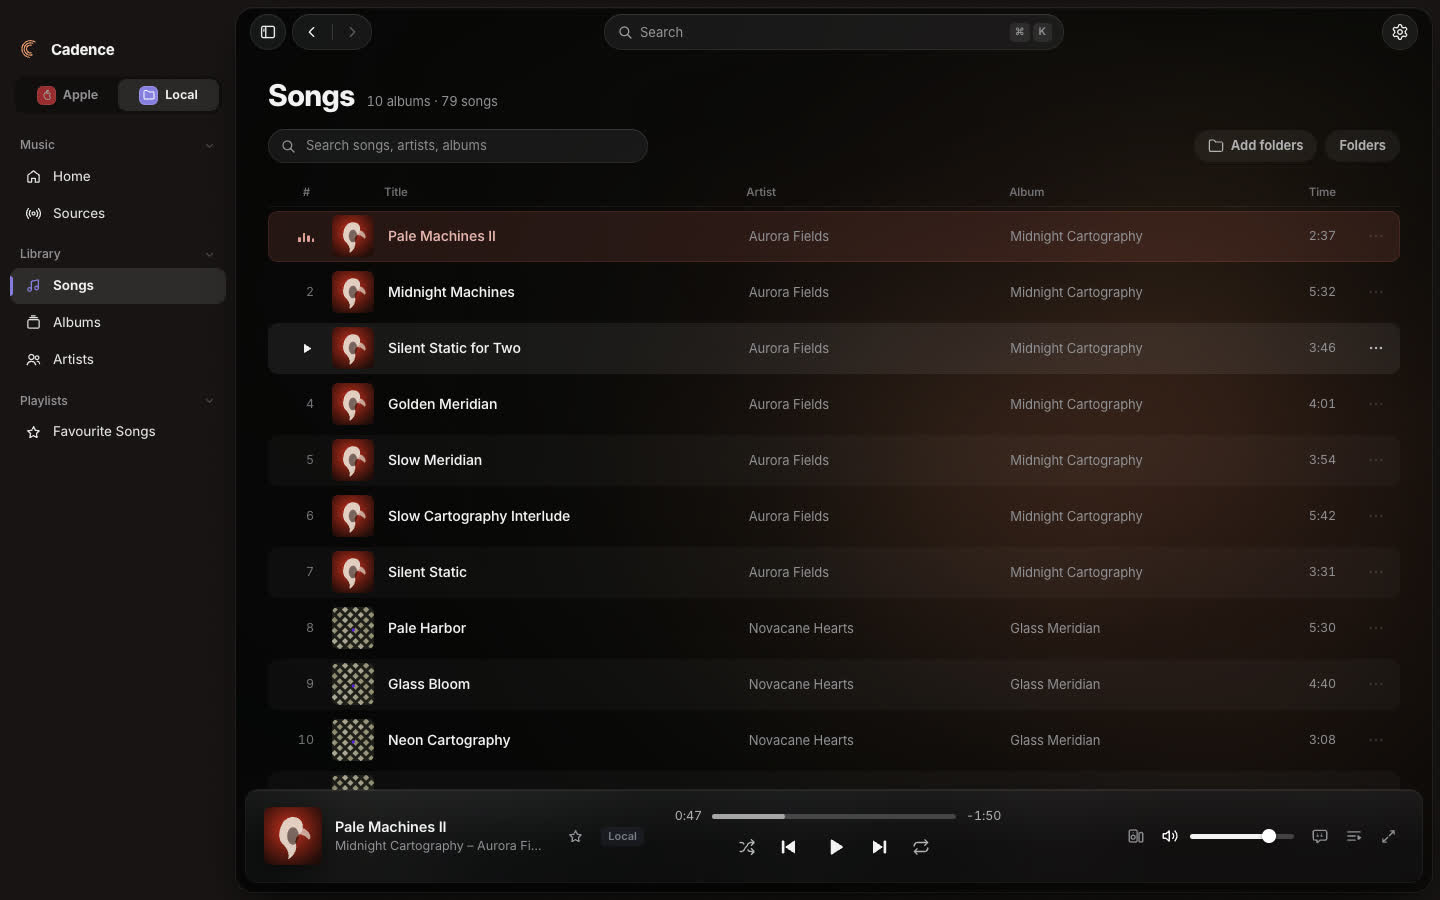 Cadence
Apple
Local
Music
Home
Sources
Library
Songs
Albums
Artists
Playlists
Favourite Songs
Search
⌘ K
Songs 10 albums · 79 songs
Search songs, artists, albums
Add folders
Folders
# Title Artist Album Time
Pale Machines II Aurora Fields Midnight Cartography 2:37
2 Midnight Machines Aurora Fields Midnight Cartography 5:32
Silent Static for Two Aurora Fields Midnight Cartography 3:46
4 Golden Meridian Aurora Fields Midnight Cartography 4:01
5 Slow Meridian Aurora Fields Midnight Cartography 3:54
6 Slow Cartography Interlude Aurora Fields Midnight Cartography 5:42
7 Silent Static Aurora Fields Midnight Cartography 3:31
8 Pale Harbor Novacane Hearts Glass Meridian 5:30
9 Glass Bloom Novacane Hearts Glass Meridian 4:40
10 Neon Cartography Novacane Hearts Glass Meridian 3:08
Pale Machines II
Midnight Cartography – Aurora Fi...
Local
0:47
-1:50